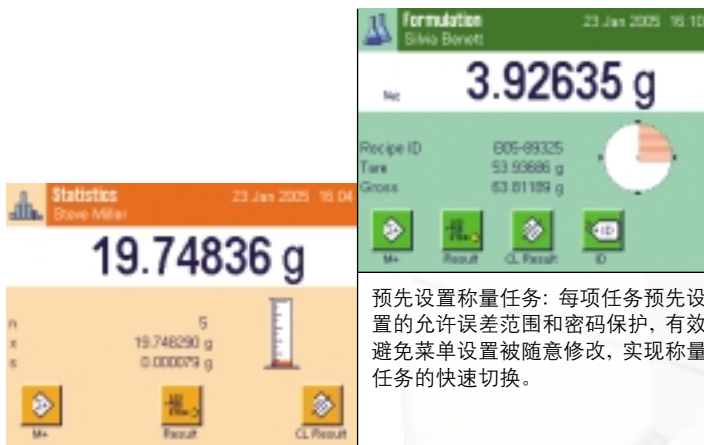 Formulation
23 Jan 2005 16:10
Silvia Benett
Net
3.92635 g
Recipe ID B05-89325
Tare 53.93686 g
Gross 63.81189 g
M+
Result
CL Result
ID
Statistics
23 Jan 2005 16:04
Steve Miller
19.74836 g
n 5
x 19.748290 g
s 0.000079 g
M+
Result
CL Result
预先设置称量任务: 每项任务预先设
置的允许误差范围和密码保护, 有效
避免菜单设置被随意修改, 实现称量
任务的快速切换。